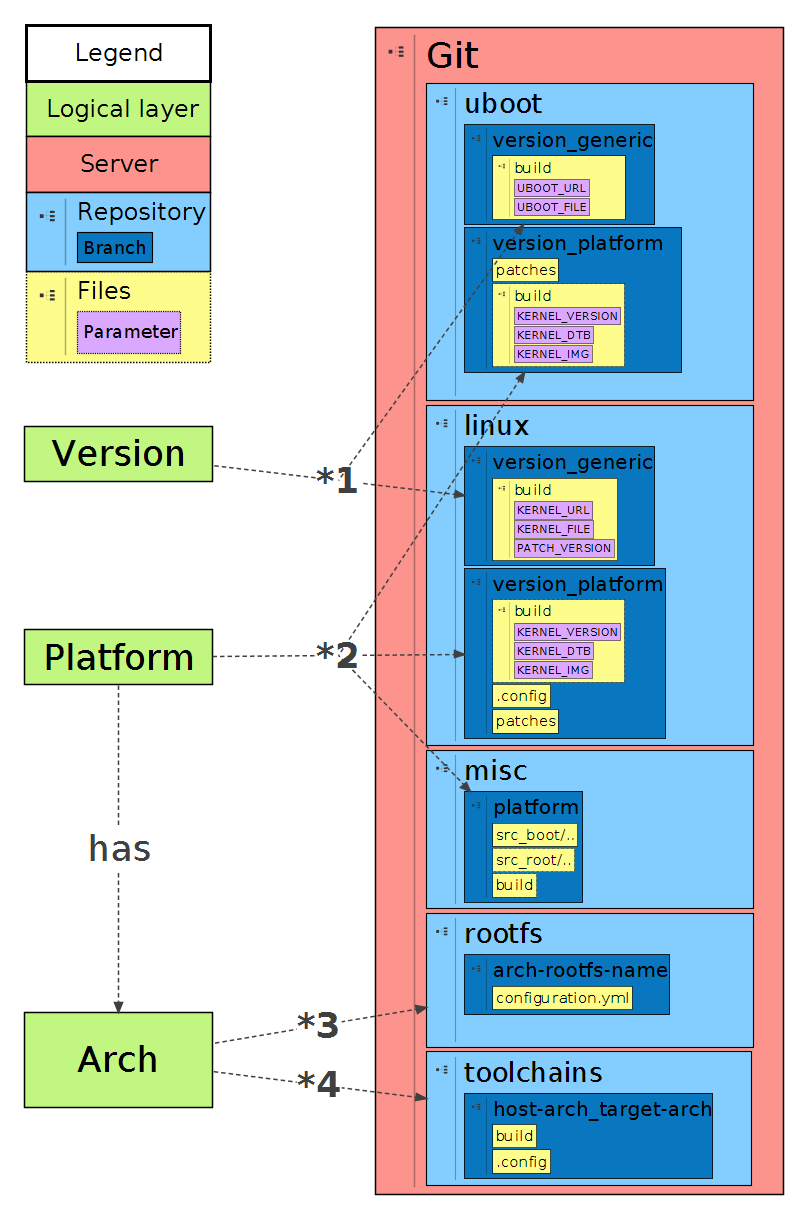 Legend
Logical layer
Server
Repository
Branch
Files
Parameter
Version
Platform
has
Arch
*1
*2
*3
*4
Git
uboot
version_generic
build
UBOOT_URL
UBOOT_FILE
version_platform
patches
build
KERNEL_VERSION
KERNEL_DTB
KERNEL_IMG
linux
version_generic
build
KERNEL_URL
KERNEL_FILE
PATCH_VERSION
version_platform
build
KERNEL_VERSION
KERNEL_DTB
KERNEL_IMG
.config
patches
misc
platform
src_boot/..
src_root/..
build
rootfs
arch-rootfs-name
configuration.yml
toolchains
host-arch_target-arch
build
.config